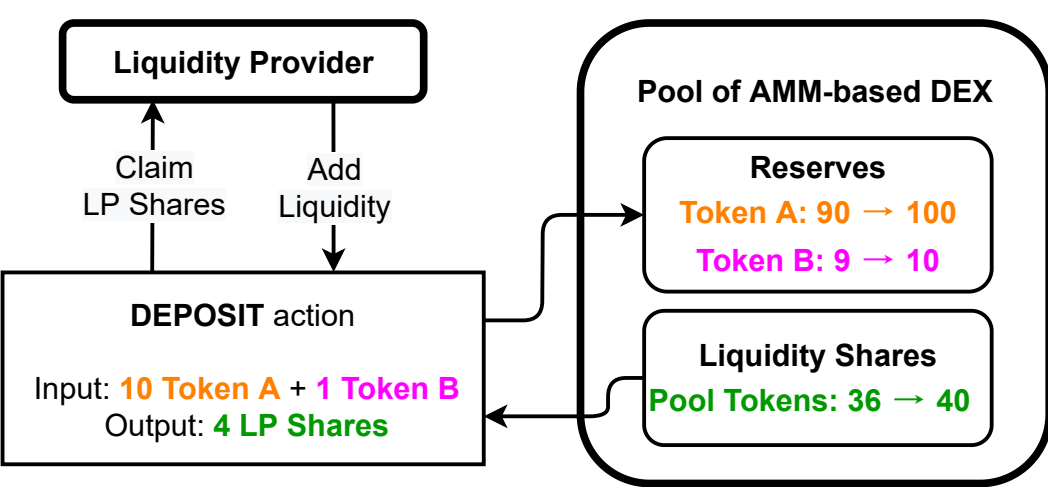 Liquidity Provider
Claim
LP Shares
Add
Liquidity
DEPOSIT action
Input: 10 Token A + 1 Token B
Output: 4 LP Shares
Pool of AMM-based DEX
Reserves
Token A: 90 → 100
Token B: 9 → 10
Liquidity Shares
Pool Tokens: 36 → 40